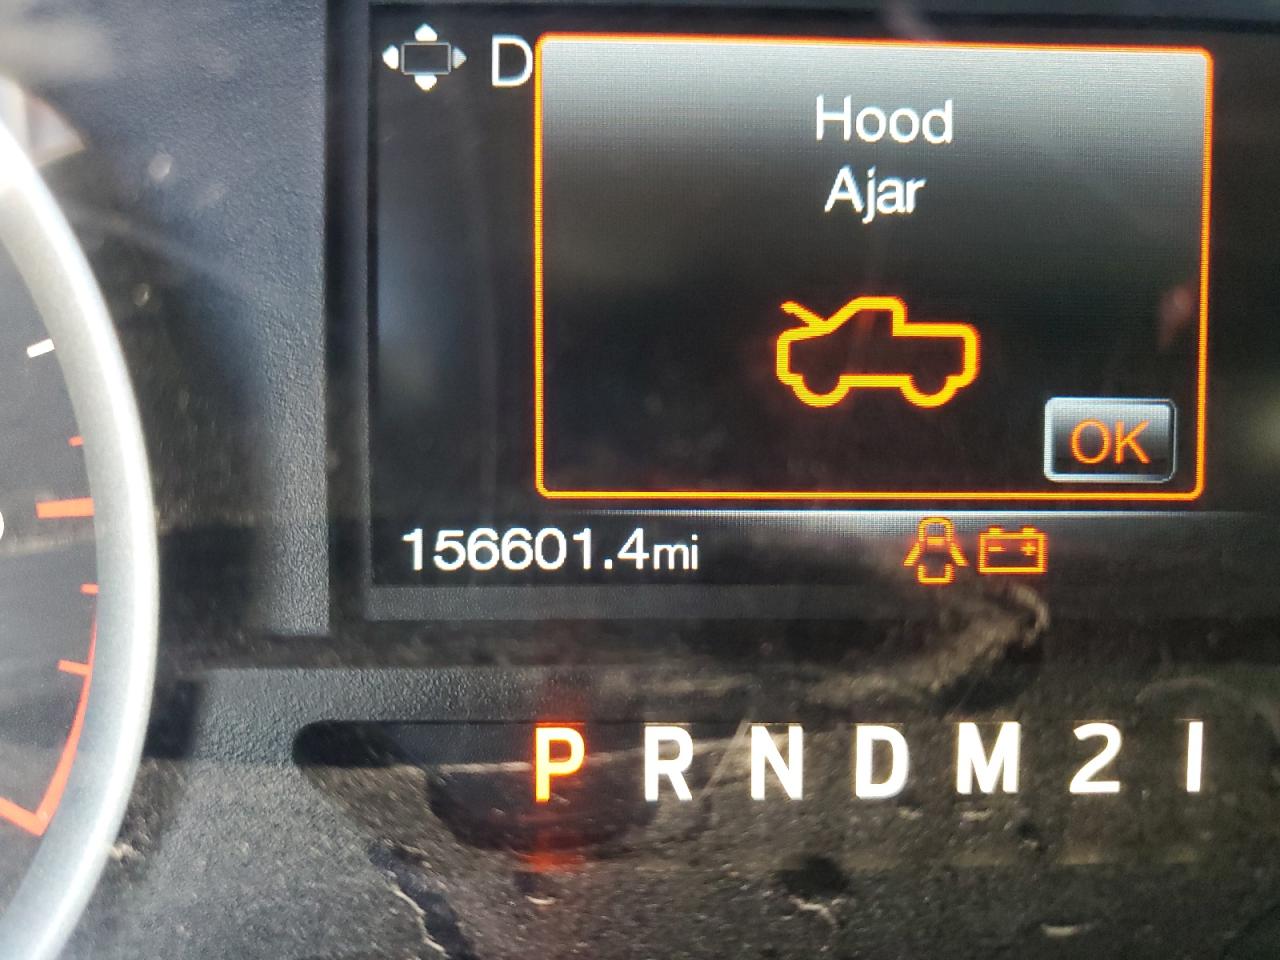 D
Hood
Ajar
OK
156601.4mi
P R N D M 2 1